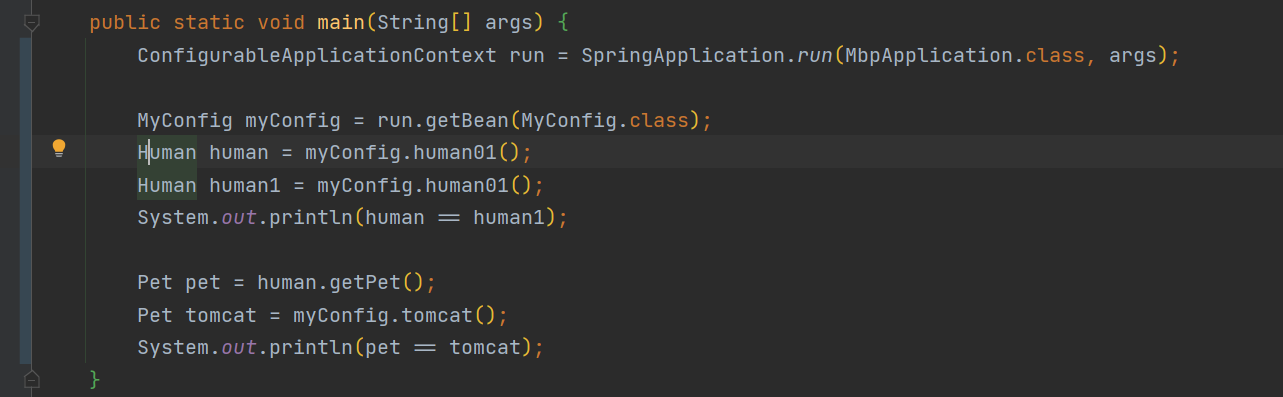 public static void main(String[] args) {
ConfigurableApplicationContext run = SpringApplication.run(MbpApplication.class, args);
MyConfig myConfig = run.getBean(MyConfig.class);
Human human = myConfig.human01();
Human human1 = myConfig.human01();
System.out.println(human == human1);
Pet pet = human.getPet();
Pet tomcat = myConfig.tomcat();
System.out.println(pet == tomcat);
}